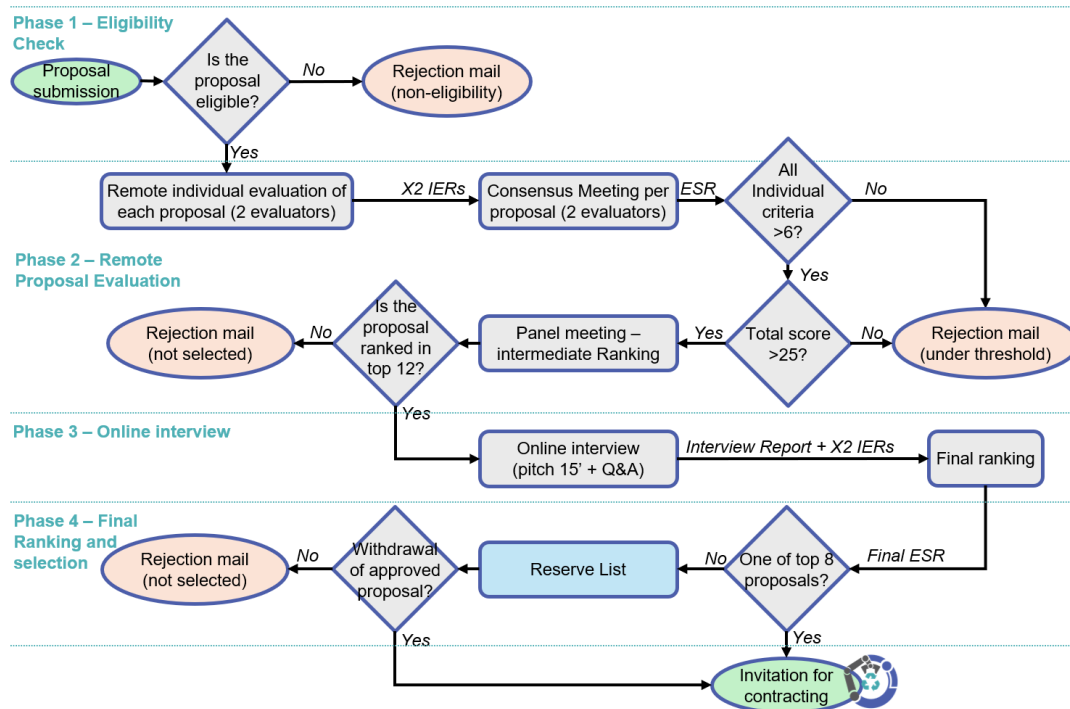 Phase 1 – Eligibility
Check
Proposal
submission
Is the
proposal
eligible?
No
Rejection mail
(non-eligibility)
Yes
Remote individual evaluation of
each proposal (2 evaluators)
X2 IERs
Consensus Meeting per
proposal (2 evaluators)
ESR
All
Individual
criteria
>6?
No
Phase 2 – Remote
Proposal Evaluation
Yes
Rejection mail
(not selected)
No
Is the
proposal
ranked in
top 12?
Panel meeting –
intermediate Ranking
Yes
Total score
>25?
No
Rejection mail
(under threshold)
Yes
Phase 3 – Online interview
Online interview
(pitch 15' + Q&A)
Interview Report + X2 IERs
Final ranking
Phase 4 – Final
Ranking and
selection
Rejection mail
(not selected)
No
Withdrawal
of approved
proposal?
Reserve List
No
One of top 8
proposals?
Final ESR
Yes
Yes
Invitation for
contracting